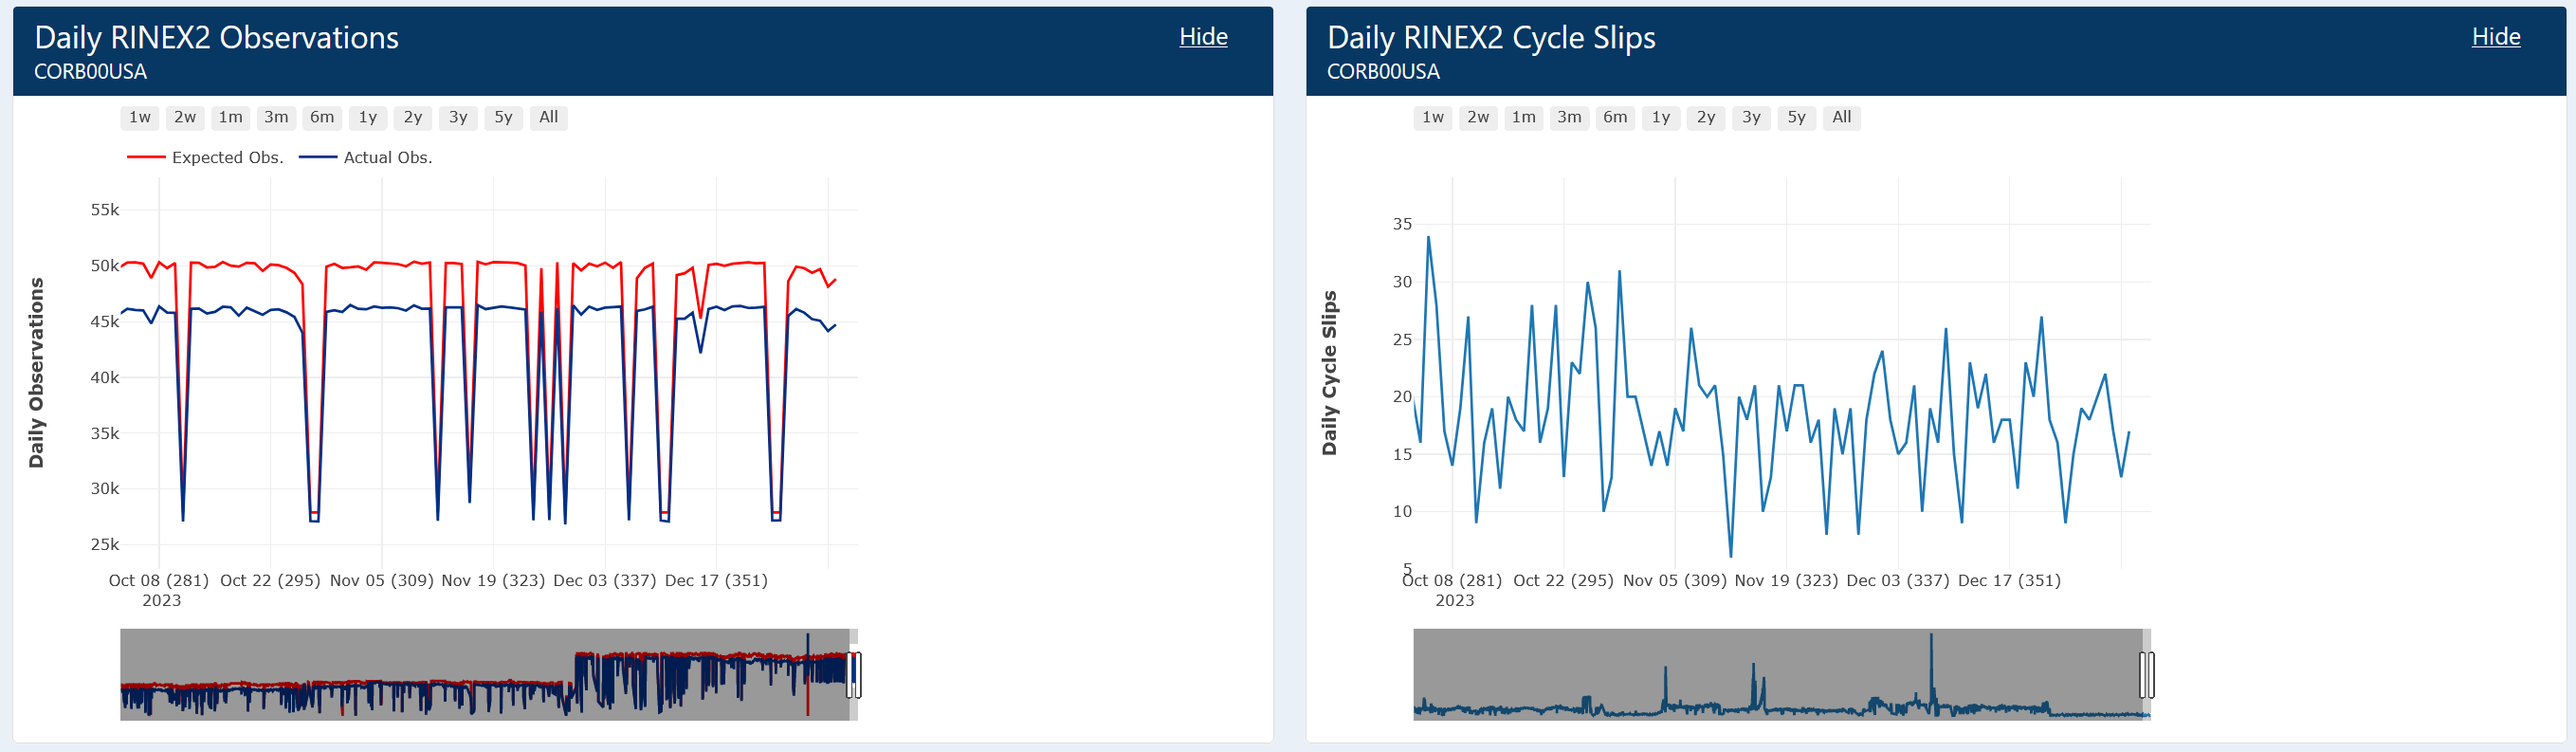 Daily RINEX2 Observations
Hide
CORB00USA
1w 2w 1m 3m 6m 1y 2y 3y 5y All
Expected Obs. Actual Obs.
55k
50k
45k
40k
35k
30k
25k
Daily Observations
Oct 08 (281) Oct 22 (295) Nov 05 (309) Nov 19 (323) Dec 03 (337) Dec 17 (351)
2023
Daily RINEX2 Cycle Slips
Hide
CORB00USA
1w 2w 1m 3m 6m 1y 2y 3y 5y All
35
30
25
20
15
10
5
Daily Cycle Slips
Oct 08 (281) Oct 22 (295) Nov 05 (309) Nov 19 (323) Dec 03 (337) Dec 17 (351)
2023